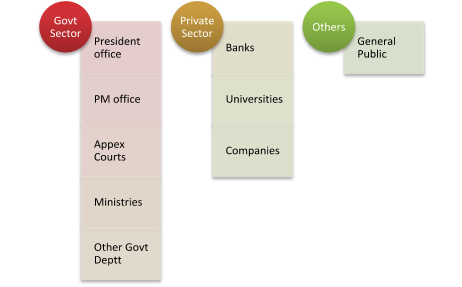 Govt
Sector
President
office
PM office
Appex
Courts
Ministries
Other Govt
Deptt
Private
Sector
Banks
Universities
Companies
Others
General
Public